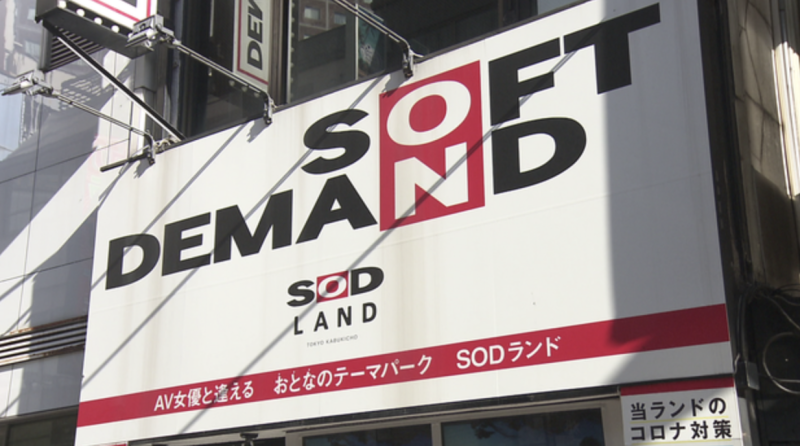 DEM
SOFT
ON
DEMAND
SOD
LAND
TOKYO KABUKICHO
AV女優と逢える おとなのテーマパーク SODランド
当ランドの
コロナ対策